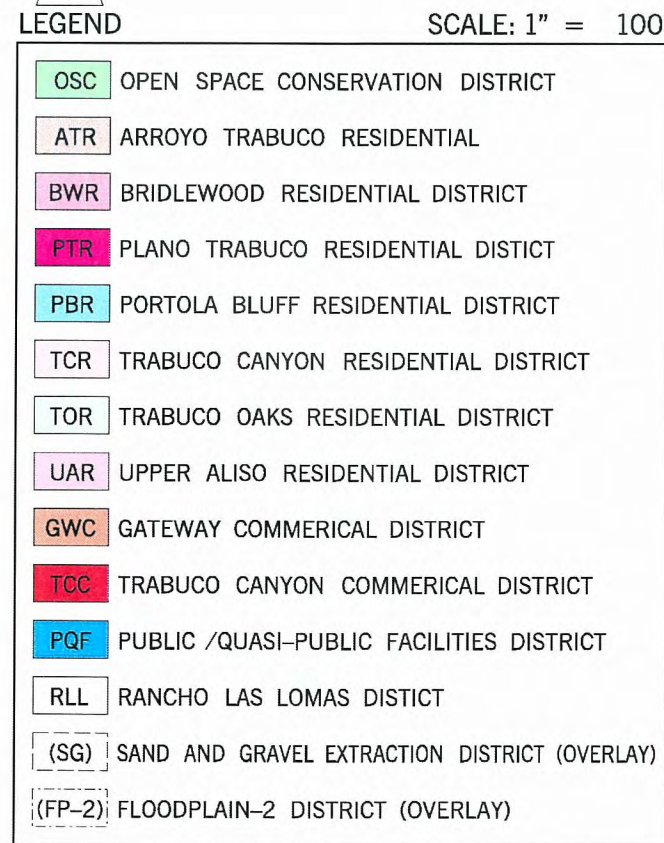 LEGEND SCALE: 1" = 100
OSC OPEN SPACE CONSERVATION DISTRICT
ATR ARROYO TRABUCO RESIDENTIAL
BWR BRIDLEWOOD RESIDENTIAL DISTRICT
PTR PLANO TRABUCO RESIDENTIAL DISTICT
PBR PORTOLA BLUFF RESIDENTIAL DISTRICT
TCR TRABUCO CANYON RESIDENTIAL DISTRICT
TOR TRABUCO OAKS RESIDENTIAL DISTRICT
UAR UPPER ALISO RESIDENTIAL DISTRICT
GWC GATEWAY COMMERICAL DISTRICT
TCC TRABUCO CANYON COMMERICAL DISTRICT
PQF PUBLIC /QUASI–PUBLIC FACILITIES DISTRICT
RLL RANCHO LAS LOMAS DISTICT
(SG) SAND AND GRAVEL EXTRACTION DISTRICT (OVERLAY)
(FP–2) FLOODPLAIN–2 DISTRICT (OVERLAY)